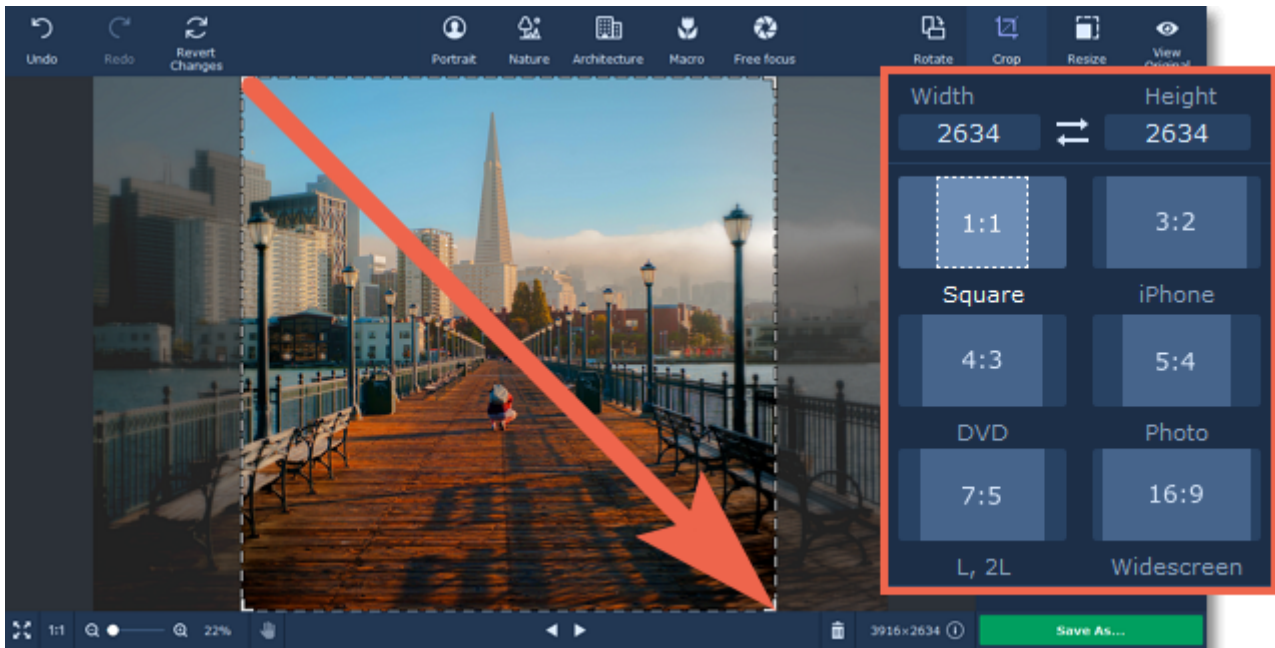 Undo
Redo
Revert
Changes
Portrait
Nature
Architecture
Macro
Free focus
Rotate
Crop
Resize
View
Original
Width
Height
2634
2634
1:1
3:2
Square
iPhone
4:3
5:4
DVD
Photo
7:5
16:9
L, 2L
Widescreen
1:1
22%
3916×2634
Save As...